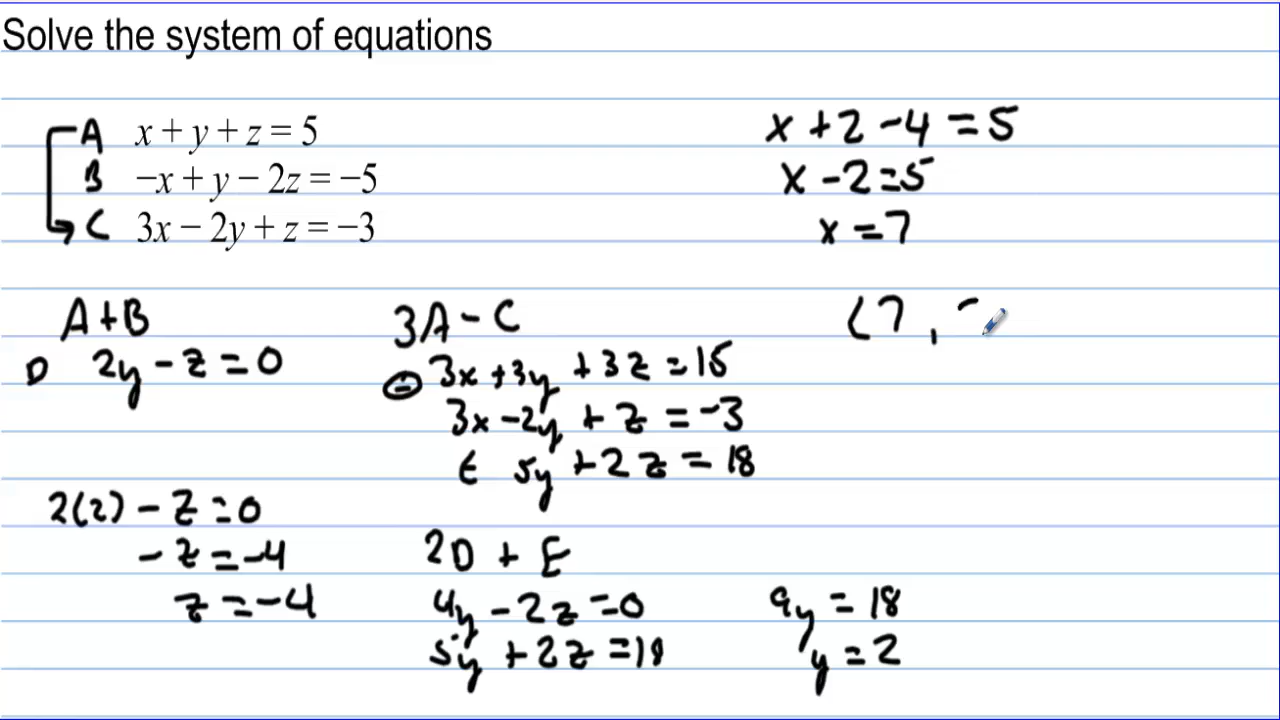 Solve the system of equations
A x + y + z = 5
B −x + y − 2z = −5
C 3x − 2y + z = −3
x + 2 − 4 = 5
x − 2 = 5
x = 7
(7 ,
A + B
D 2y − z = 0
3A − C
3x + 3y + 3z = 15
3x − 2y + z = −3
E 5y + 2z = 18
2(2) − z = 0
− z = −4
z = −4
2D + E
4y − 2z = 0
5y + 2z = 18
9y = 18
y = 2